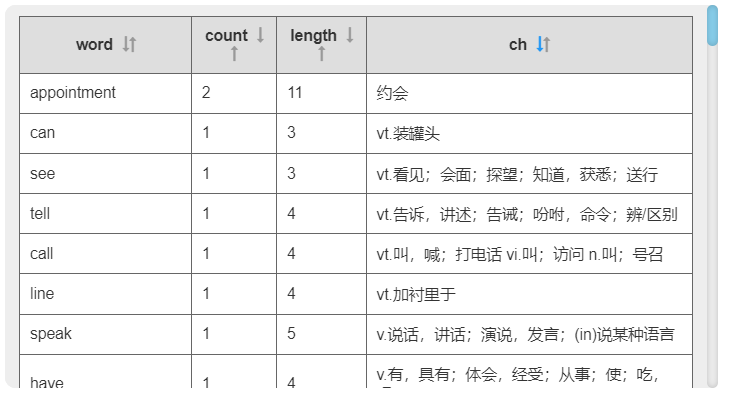 word count length ch
appointment 2 11 约会
can 1 3 vt.装罐头
see 1 3 vt.看见；会面；探望；知道，获悉；送行
tell 1 4 vt.告诉，讲述；告诫；吩咐，命令；辨/区别
call 1 4 vt.叫，喊；打电话 vi.叫；访问 n.叫；号召
line 1 4 vt.加衬里于
speak 1 5 v.说话，讲话；演说，发言；(in)说某种语言
have 1 4 v.有，具有；体会，经受；从事；使；吃，